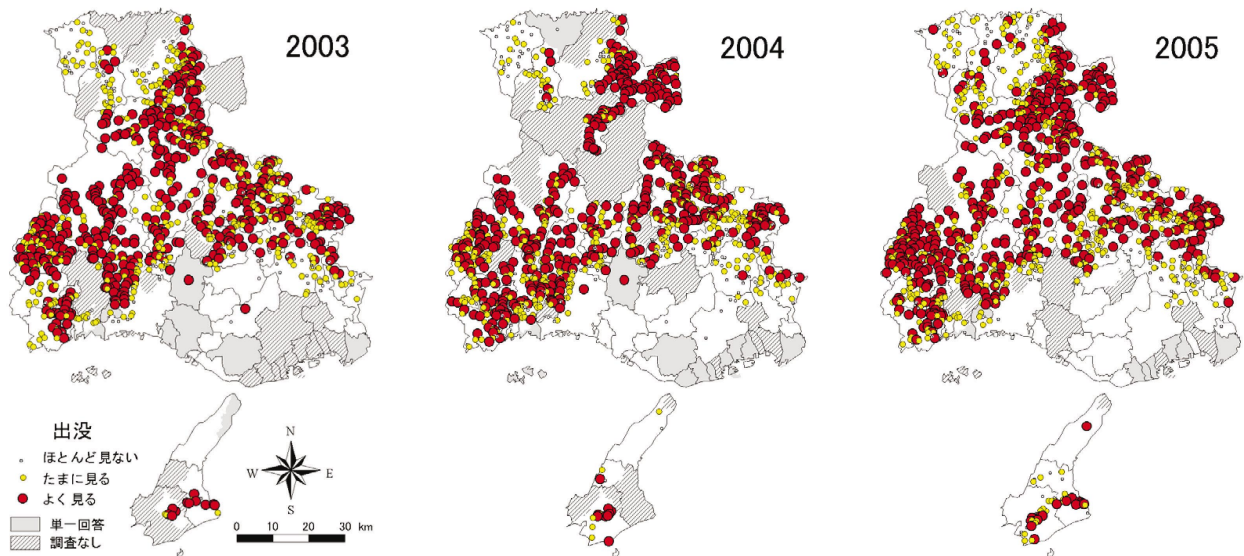 2003
2004
2005
出没
ほとんど見ない
たまに見る
よく見る
単一回答
調査なし
N
W E
S
0 10 20 30 km